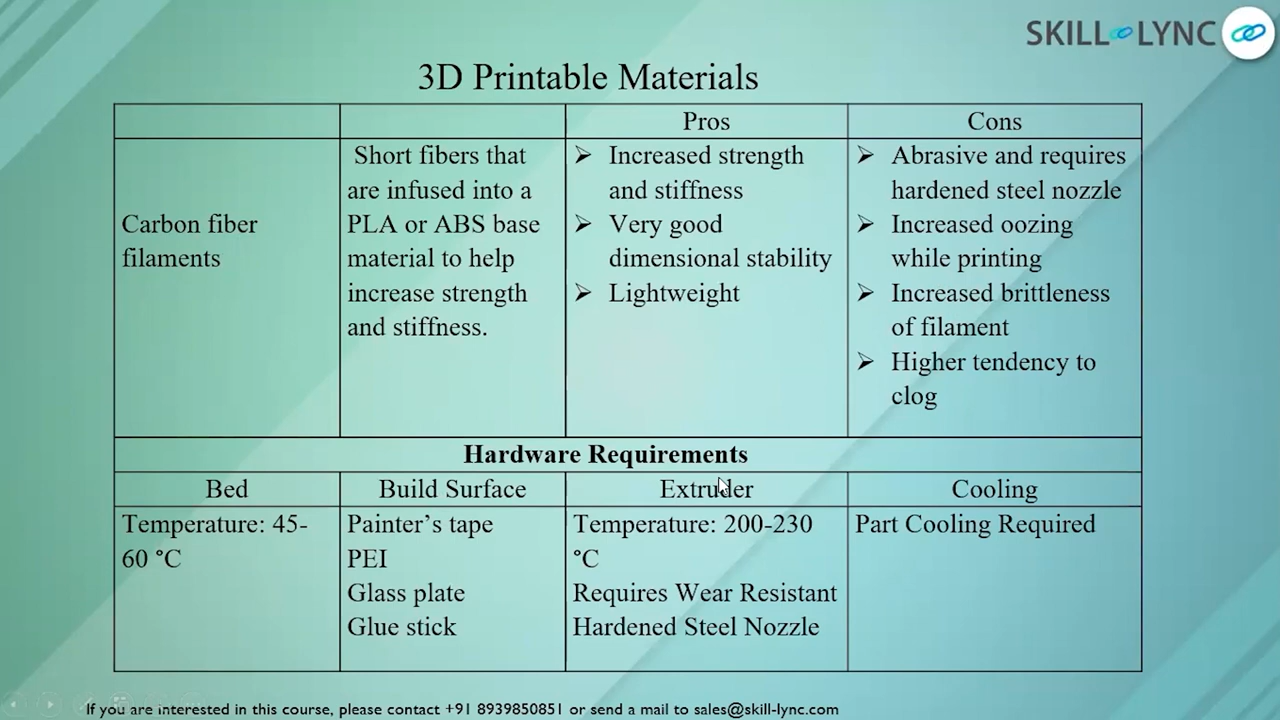 SKILL LYNC
3D Printable Materials
Pros
Cons
Carbon fiber
filaments
Short fibers that
are infused into a
PLA or ABS base
material to help
increase strength
and stiffness.
➢ Increased strength
and stiffness
➢ Very good
dimensional stability
➢ Lightweight
➢ Abrasive and requires
hardened steel nozzle
➢ Increased oozing
while printing
➢ Increased brittleness
of filament
➢ Higher tendency to
clog
Hardware Requirements
Bed
Build Surface
Extruder
Cooling
Temperature: 45-
60 °C
Painter’s tape
PEI
Glass plate
Glue stick
Temperature: 200-230
°C
Requires Wear Resistant
Hardened Steel Nozzle
Part Cooling Required
If you are interested in this course, please contact +91 8939850851 or send a mail to sales@skill-lync.com